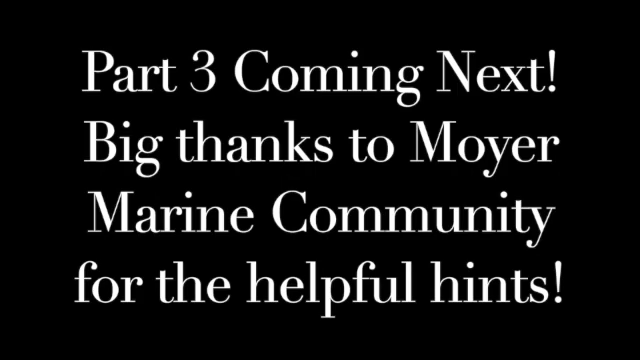 Part 3 Coming Next!
Big thanks to Moyer
Marine Community
for the helpful hints!